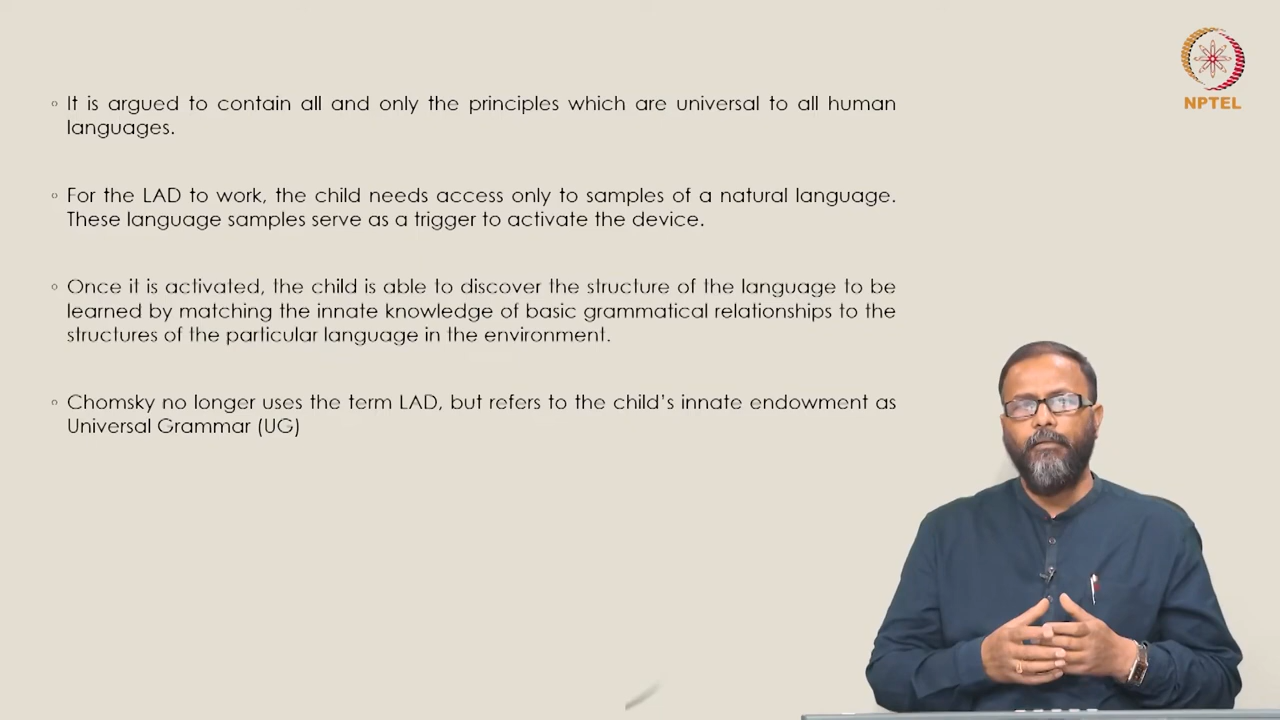 NPTEL
◦ It is argued to contain all and only the principles which are universal to all human
languages.
◦ For the LAD to work, the child needs access only to samples of a natural language.
These language samples serve as a trigger to activate the device.
◦ Once it is activated, the child is able to discover the structure of the language to be
learned by matching the innate knowledge of basic grammatical relationships to the
structures of the particular language in the environment.
◦ Chomsky no longer uses the tem LAD, but refers to the child's innate endowment as
Universal Grammar (UG)